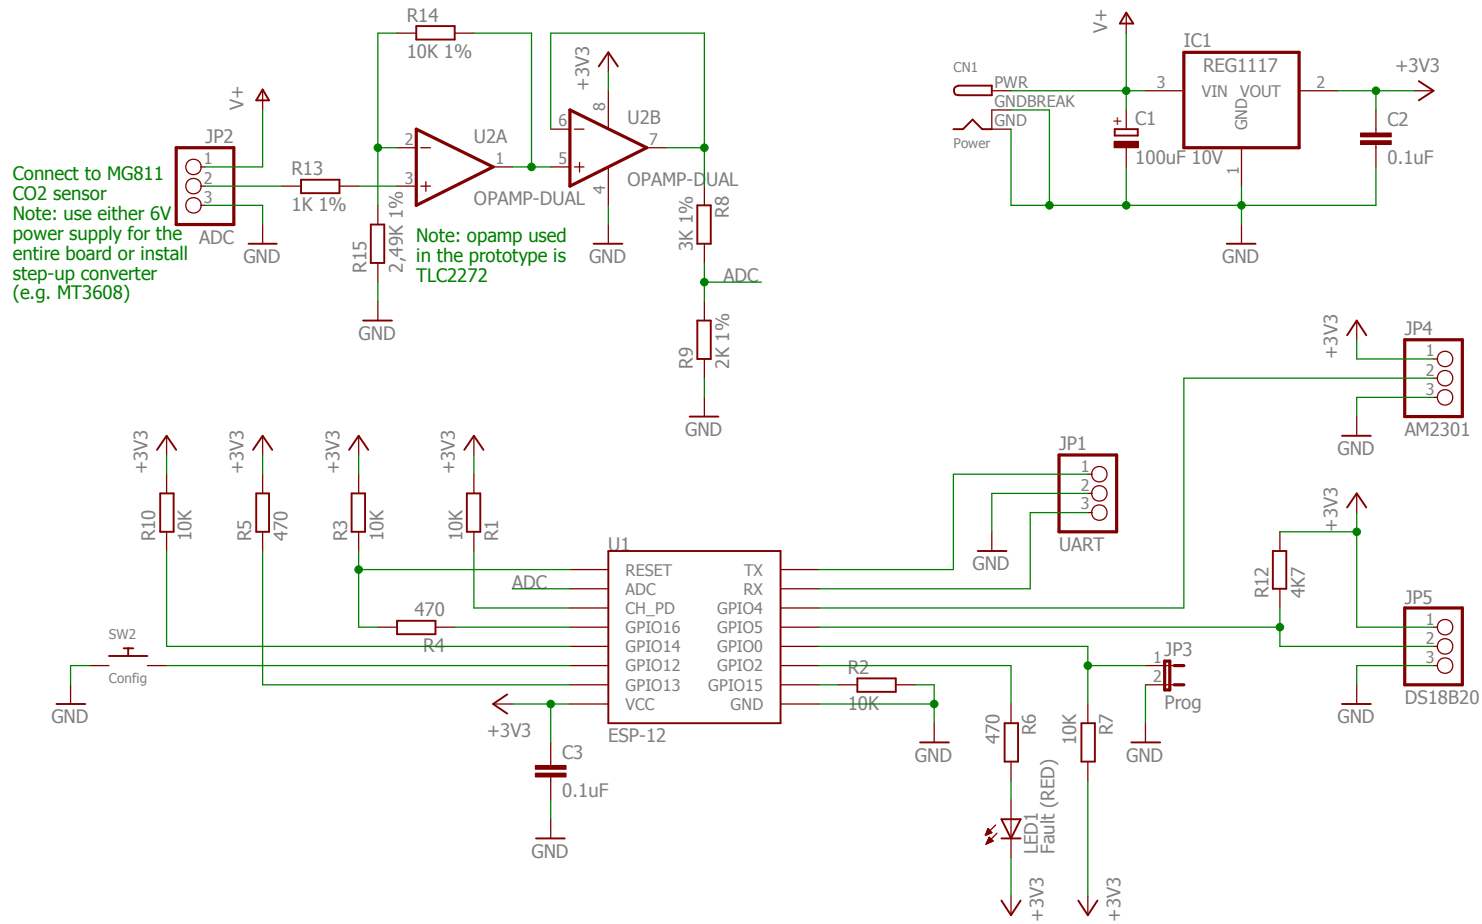 R14
10K 1%
+3V3
8
V+
IC1
REG1117
CN1
PWR
GNDBREAK
GND
Power
3
VIN VOUT
GND
2
+3V3
+
C1
100uF 10V
1
C2
0.1uF
GND
V+
JP2
1
2
3
ADC
GND
Connect to MG811
CO2 sensor
Note: use either 6V
power supply for the
entire board or install
step-up converter
(e.g. MT3608)
R13
1K 1%
2
3
−
+
U2A
1
OPAMP-DUAL
6
5
−
+
U2B
7
4
OPAMP-DUAL
GND
R15
2,49K 1%
GND
Note: opamp used
in the prototype is
TLC2272
3K 1%
R8
ADC
R9
2K 1%
GND
+3V3
JP4
1
2
3
AM2301
GND
+3V3
+3V3
+3V3
+3V3
R10
10K
R5
470
R3
10K
10K
R1
JP1
1
2
3
UART
GND
+3V3
R12
4K7
JP5
1
2
3
DS18B20
GND
U1
RESET
ADC
CH_PD
GPIO16
GPIO14
GPIO12
GPIO13
VCC
TX
RX
GPIO4
GPIO5
GPIO0
GPIO2
GPIO15
GND
ESP-12
ADC
470
R4
SW2
Config
GND
+3V3
C3
0.1uF
GND
R2
10K
GND
JP3
1
2
Prog
GND
470
R6
10K
R7
LED1
Fault (RED)
+3V3
+3V3